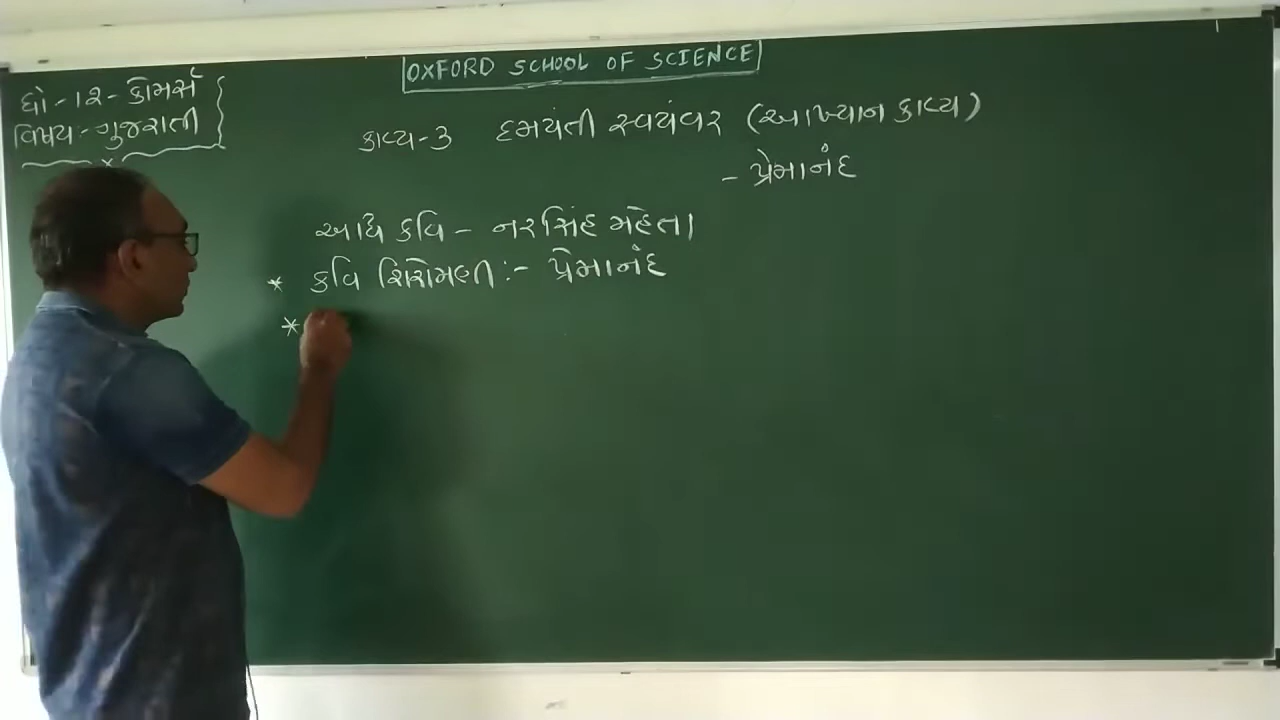 OXFORD SCHOOL OF SCIENCE
ધો - ૧૨ - કોમર્સ
વિષય:- ગુજરાતી
કાવ્ય-૩ દમયંતી સ્વયંવર (આખ્યાન કાવ્ય)
- પ્રેમાનંદ
આદ્ય કવિ - નરસિંહ મહેતા
* કવિ શિરોમણી :- પ્રેમાનંદ
*